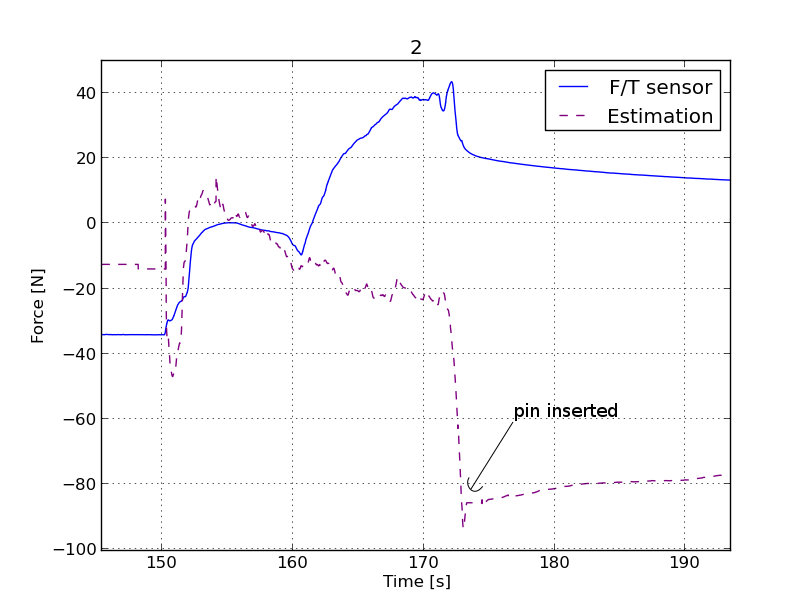 2
F/T sensor
Estimation
40
20
0
−20
−40
−60
−80
−100
Force [N]
pin inserted
150 160 170 180 190
Time [s]